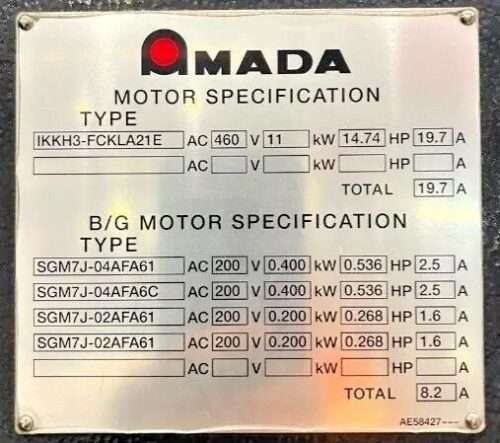 AMADA
MOTOR SPECIFICATION
TYPE
IKKH3-FCKLA21E AC 460 V 11 kW 14.74 HP 19.7 A
AC V kW HP A
TOTAL 19.7 A
B/G MOTOR SPECIFICATION
TYPE
SGM7J-04AFA61 AC 200 V 0.400 kW 0.536 HP 2.5 A
SGM7J-04AFA6C AC 200 V 0.400 kW 0.536 HP 2.5 A
SGM7J-02AFA61 AC 200 V 0.200 kW 0.268 HP 1.6 A
SGM7J-02AFA61 AC 200 V 0.200 kW 0.268 HP 1.6 A
AC V kW HP A
TOTAL 8.2 A
AE58427---